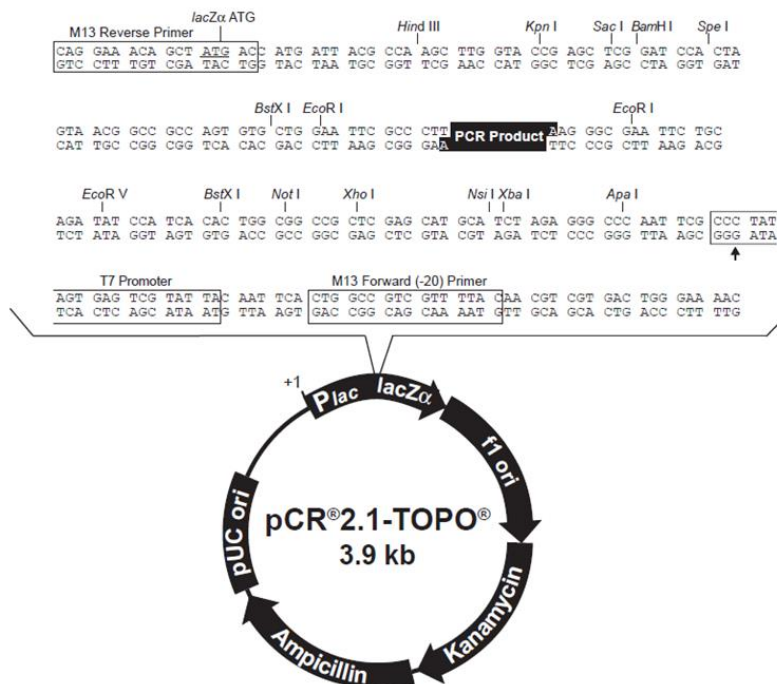 lacZα ATG
M13 Reverse Primer Hind III Kpn I Sac I BamH I Spe I
CAG GAA ACA GCT ATG ACC ATG ATT ACG CCA AGC TTG GTA CCG AGC TCG GAT CCA CTA
GTC CTT TGT CGA TAC TGG TAC TAA TGC GGT TCG AAC CAT GGC TCG AGC CTA GGT GAT
BstX I EcoR I EcoR I
GTA ACG GCC GCC AGT GTG CTG GAA TTC GCC CTT PCR Product AAG GGC GAA TTC TGC
CAT TGC CGG CGG TCA CAC GAC CTT AAG CGG GAA TTC CCG CTT AAG ACG
EcoR V BstX I Not I Xho I Nsi I Xba I Apa I
AGA TAT CCA TCA CAC TGG CGG CCG CTC GAG CAT GCA TCT AGA GGG CCC AAT TCG CCC TAT
TCT ATA GGT AGT GTG ACC GCC GGC GAG CTC GTA CGT AGA TCT CCC GGG TTA AGC GGG ATA
T7 Promoter M13 Forward (-20) Primer
AGT GAG TCG TAT TAC AAT TCA CTG GCC GTC GTT TTA CAA CGT CGT GAC TGG GAA AAC
TCA CTC AGC ATA ATG TTA AGT GAC CGG CAG CAA AAT GTT GCA GCA CTG ACC CTT TTG
+1
Plac lacZα
f1 ori
pUC ori
pCR®2.1-TOPO®
3.9 kb
Kanamycin
Ampicillin